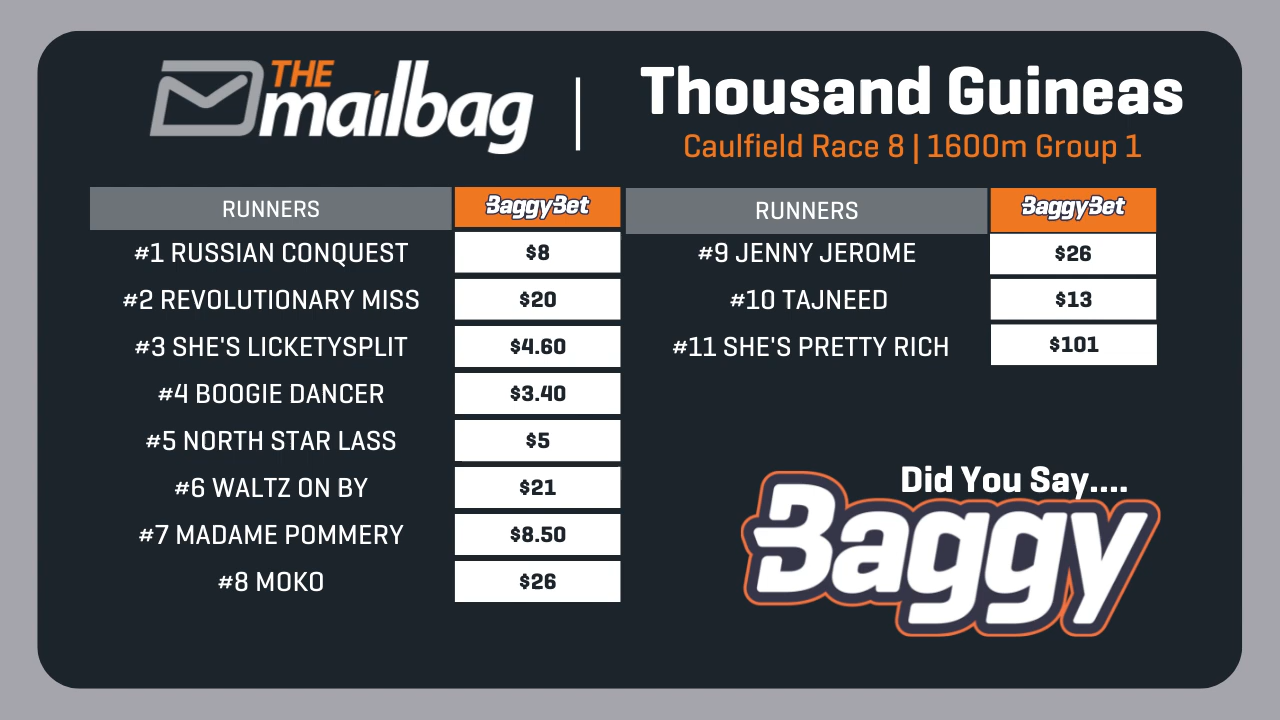 THE
mailbag
Thousand Guineas
Caulfield Race 8 | 1600m Group 1
RUNNERS BaggyBet
#1 RUSSIAN CONQUEST $8
#2 REVOLUTIONARY MISS $20
#3 SHE'S LICKETYSPLIT $4.60
#4 BOOGIE DANCER $3.40
#5 NORTH STAR LASS $5
#6 WALTZ ON BY $21
#7 MADAME POMMERY $8.50
#8 MOKO $26
RUNNERS BaggyBet
#9 JENNY JEROME $26
#10 TAJNEED $13
#11 SHE'S PRETTY RICH $101
Did You Say....
Baggy